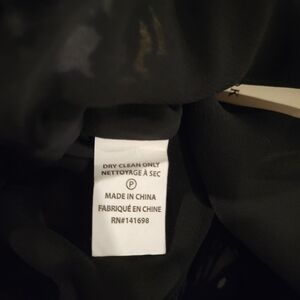 DRY CLEAN ONLY
NETTOYAGE À SEC
P
MADE IN CHINA
FABRIQUÉ EN CHINE
RN#141698